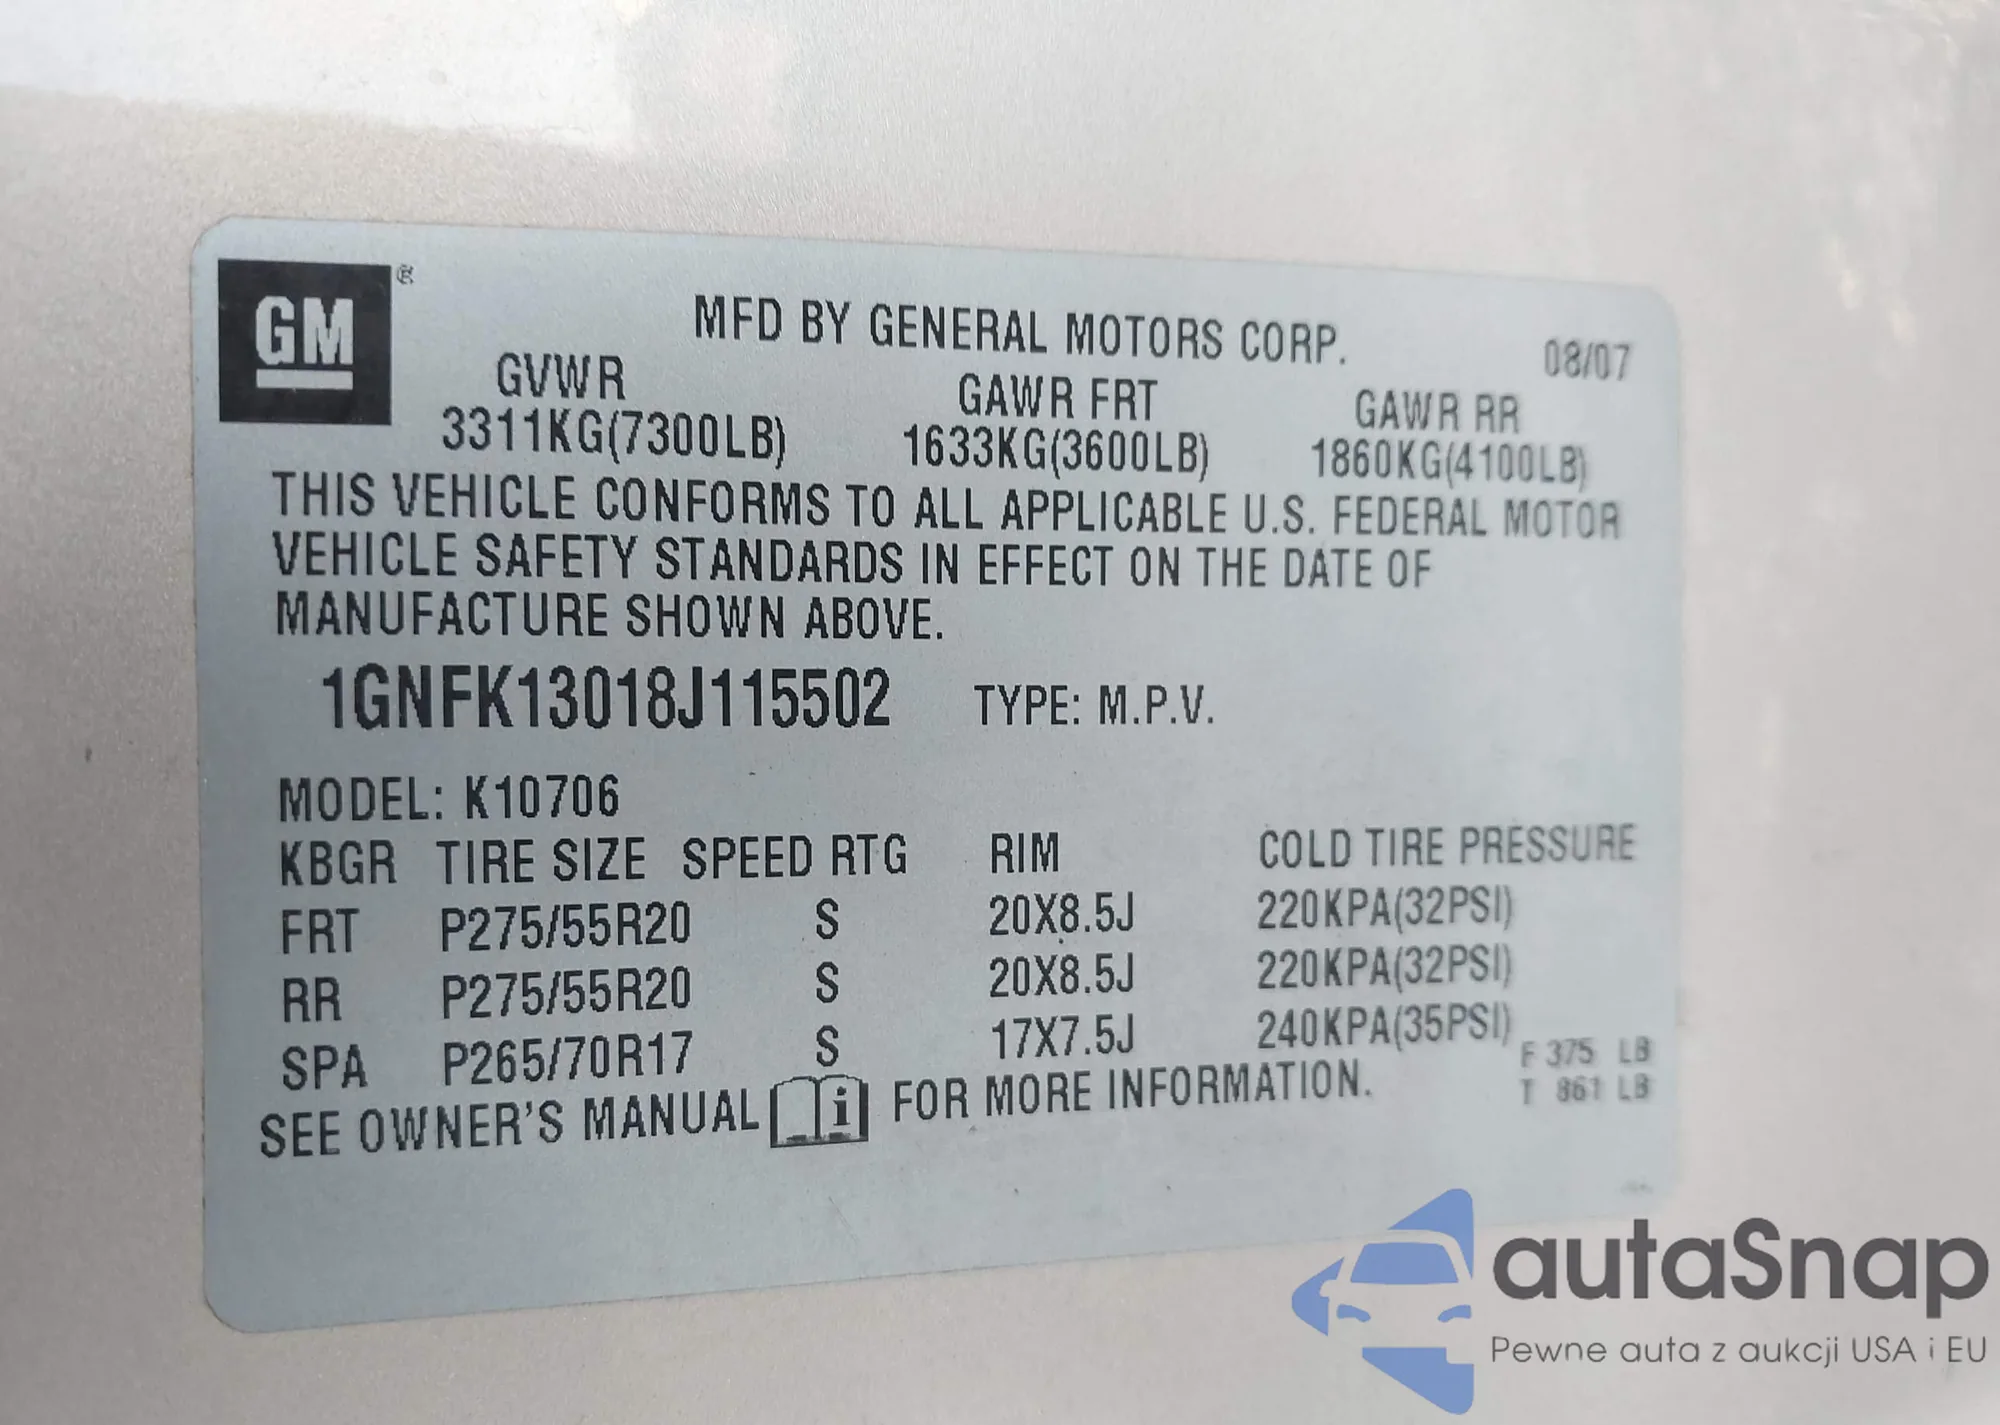 GM ®
MFD BY GENERAL MOTORS CORP. 08/07
GVWR GAWR FRT GAWR RR
3311KG(7300LB) 1633KG(3600LB) 1860KG(4100LB)
THIS VEHICLE CONFORMS TO ALL APPLICABLE U.S. FEDERAL MOTOR
VEHICLE SAFETY STANDARDS IN EFFECT ON THE DATE OF
MANUFACTURE SHOWN ABOVE.
1GNFK13018J115502 TYPE: M.P.V.
MODEL: K10706
KBGR TIRE SIZE SPEED RTG RIM COLD TIRE PRESSURE
FRT P275/55R20 S 20X8.5J 220KPA(32PSI)
RR P275/55R20 S 20X8.5J 220KPA(32PSI)
SPA P265/70R17 S 17X7.5J 240KPA(35PSI)
F 375 LB
T 861 LB
SEE OWNER'S MANUAL i FOR MORE INFORMATION.
autaSnap
Pewne auta z aukcji USA i EU